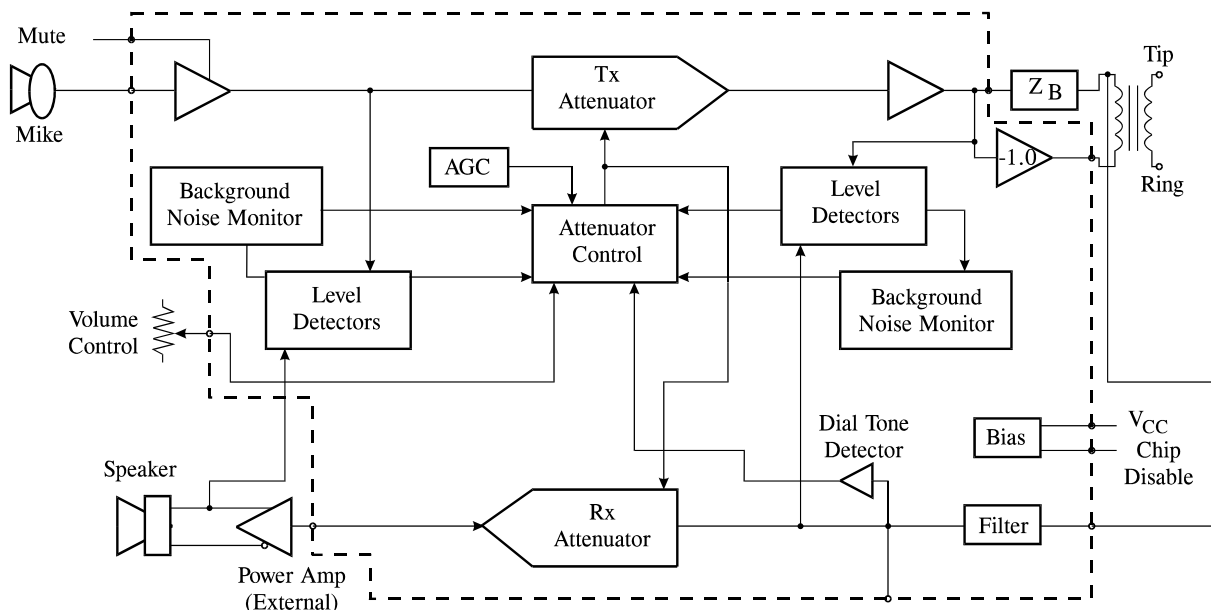 Mute
Mike
Tx
Attenuator
Z B
Tip
Ring
-1.0
AGC
Background
Noise Monitor
Attenuator
Control
Level
Detectors
Level
Detectors
Background
Noise Monitor
Volume
Control
Dial Tone
Detector
Bias
VCC
Chip
Disable
Speaker
Rx
Attenuator
Filter
Power Amp
(External)